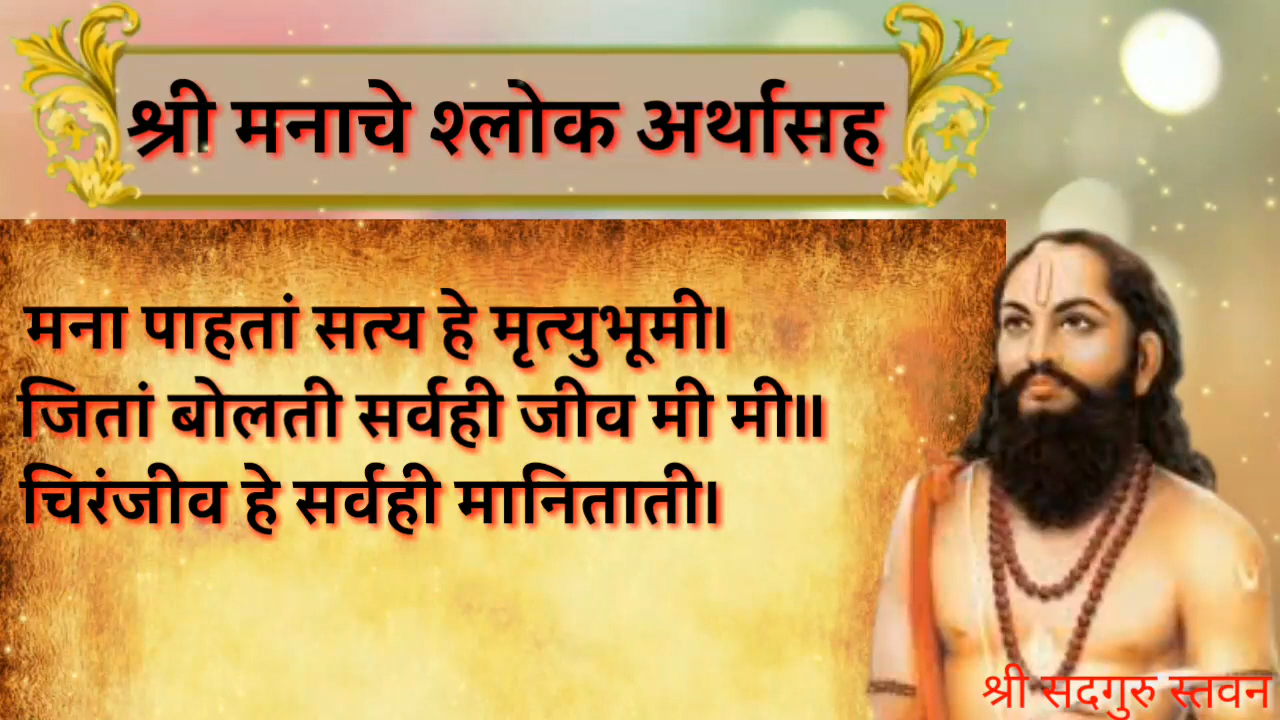 श्री मनाचे श्लोक अर्थासह
मना पाहतां सत्य हे मृत्युभूमी।
जितां बोलती सर्वही जीव मी मी॥
चिरंजीव हे सर्वही मानिताती।
श्री सदगुरु स्तवन